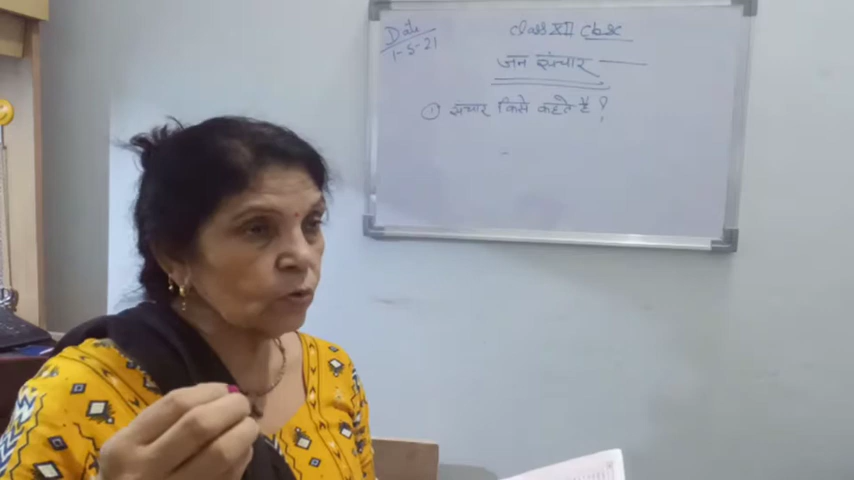 Date
1-5-21
Class XII Cbse
जन संचार
① संचार किसे कहते है !